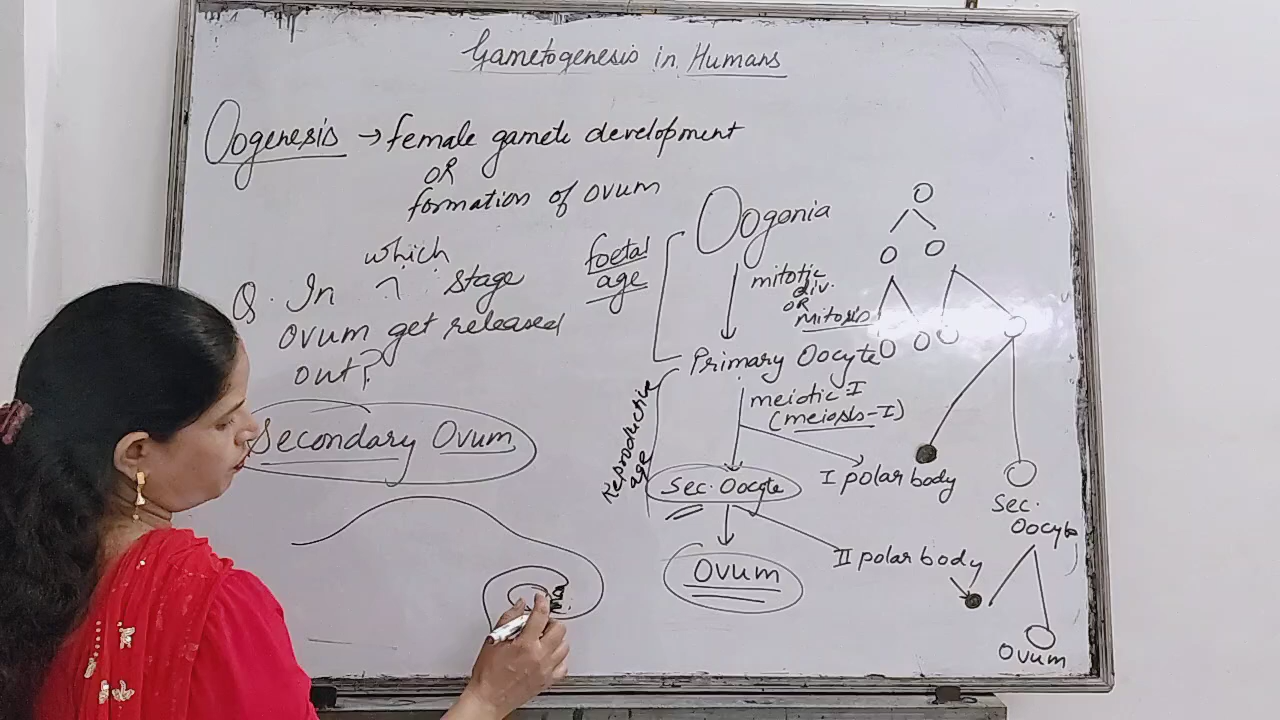 Gametogenesis in Humans
Oogenesis → female gamete development
OR
formation of ovum
which
Q. In ? stage
ovum get released
out?
Secondary Ovum
foetal
age
Oogonia
mitotic
div.
OR
mitosis
Primary Oocyte
Reproductive
age
meiotic-I
(meiosis-I)
I polar body
Sec. Oocyte
II polar body
Ovum
Sec.
Oocyte
Ovum